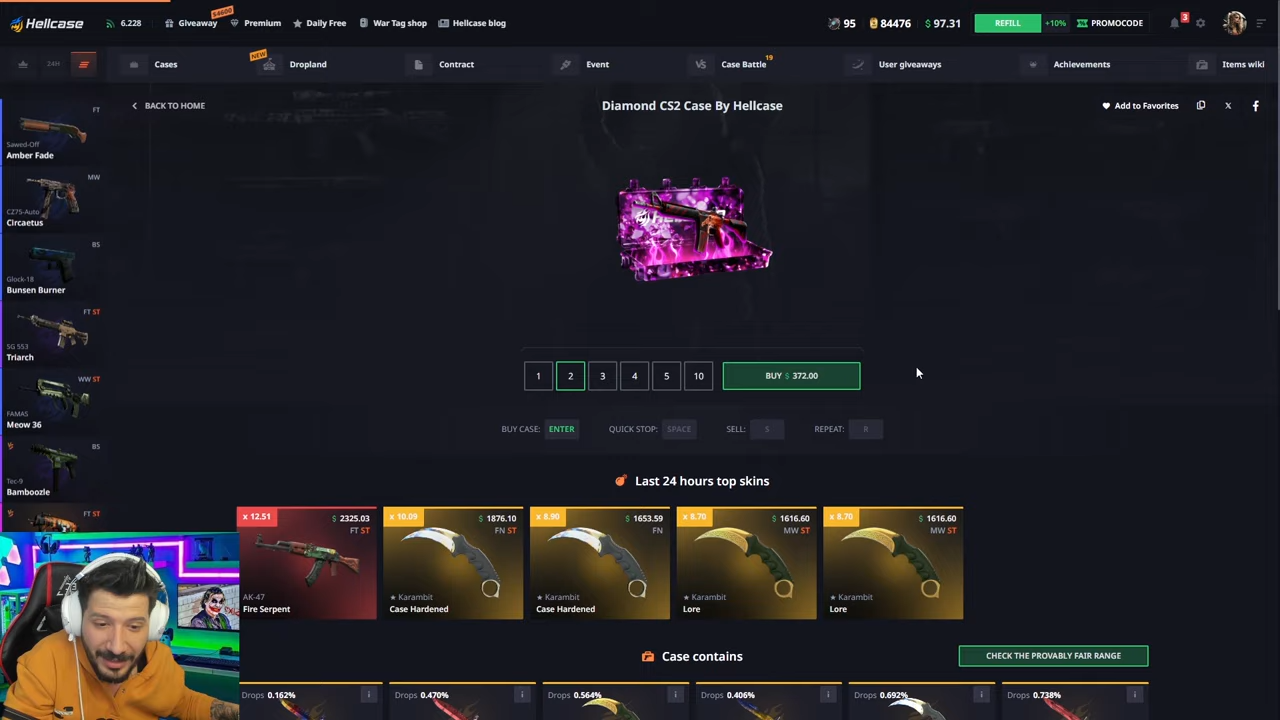 Hellcase
6.228
Giveaway
$4600
Premium
Daily Free
War Tag shop
Hellcase blog
95
84476
$ 97.31
REFILL
+10%
PROMOCODE
3
24H
Cases
NEW
Dropland
Contract
Event
VS
Case Battle
19
User giveaways
Achievements
Items wiki
BACK TO HOME
Diamond CS2 Case By Hellcase
Add to Favorites
FT
Sawed-Off
Amber Fade
MW
CZ75-Auto
Circaetus
BS
Glock-18
Bunsen Burner
FT ST
SG 553
Triarch
WW ST
FAMAS
Meow 36
BS
Tec-9
Bamboozle
FT ST
1
2
3
4
5
10
BUY $ 372.00
BUY CASE: ENTER
QUICK STOP: SPACE
SELL: S
REPEAT: R
Last 24 hours top skins
x 12.51
$ 2325.03
FT ST
AK-47
Fire Serpent
x 10.09
$ 1876.10
FN ST
★ Karambit
Case Hardened
x 8.90
$ 1653.59
FN
★ Karambit
Case Hardened
x 8.70
$ 1616.60
MW ST
★ Karambit
Lore
x 8.70
$ 1616.60
MW ST
★ Karambit
Lore
Case contains
CHECK THE PROVABLY FAIR RANGE
Drops 0.162%
Drops 0.470%
Drops 0.564%
Drops 0.406%
Drops 0.692%
Drops 0.738%